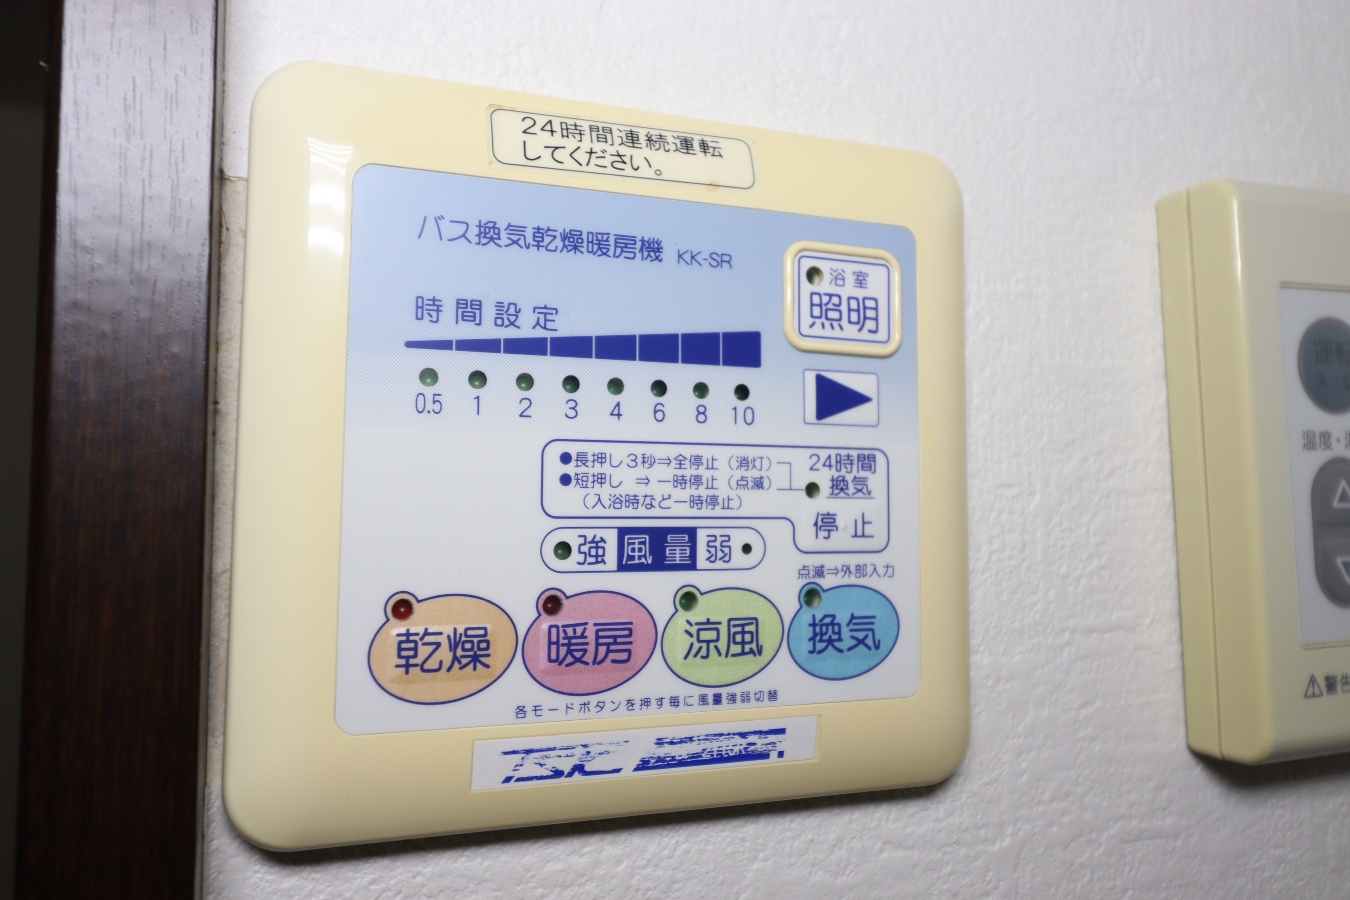 24時間連続運転
してください。
バス換気乾燥暖房機 KK-SR
浴室
照明
時間設定
0.5 1 2 3 4 6 8 10
●長押し3秒⇒全停止（消灯）
●短押し ⇒ 一時停止（点滅）
（入浴時など一時停止）
24時間
換気
停止
強 風量 弱
点滅⇒外部入力
乾燥 暖房 涼風 換気
各モードボタンを押す毎に風量強弱切替
温度・
警告